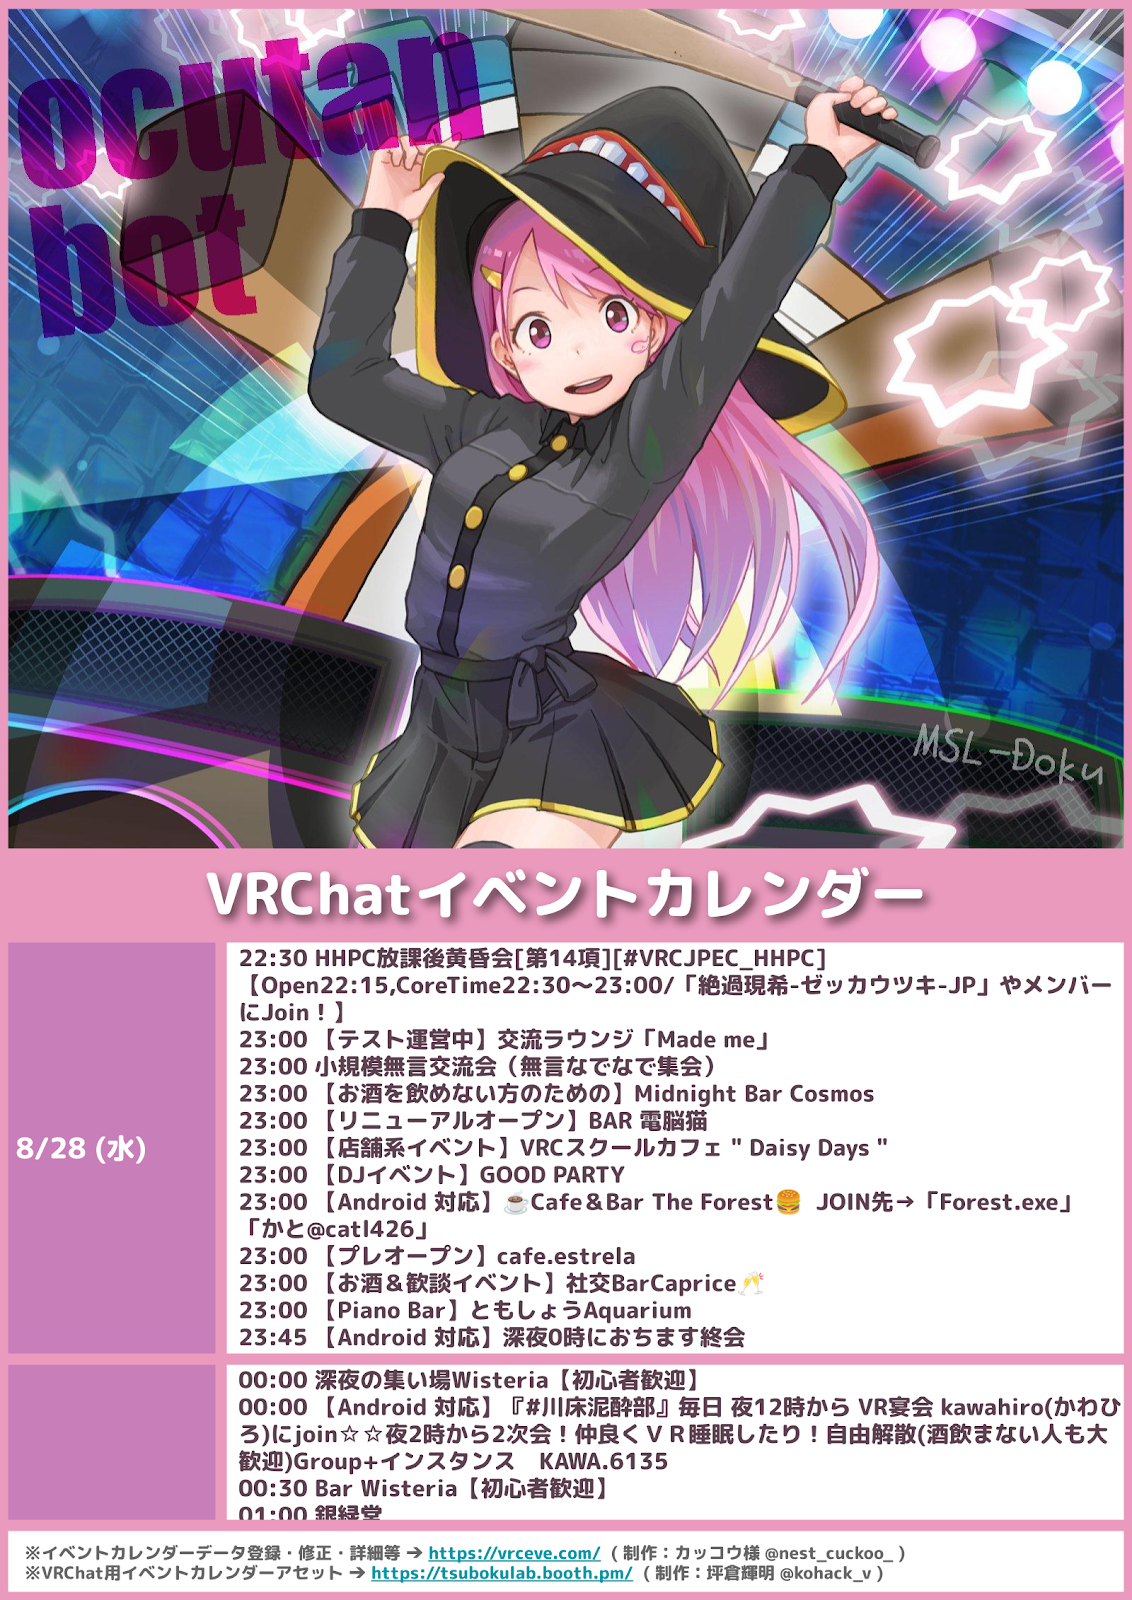 ocutan
bot
MSL-Doku
VRChatイベントカレンダー
8/28 (水)
22:30 HHPC放課後黄昏会[第14項][#VRCJPEC_HHPC]
【Open22:15,CoreTime22:30～23:00/「絶過現希-ゼッカウツキ-JP」やメンバー
にJoin！】
23:00 【テスト運営中】交流ラウンジ「Made me」
23:00 小規模無言交流会（無言なでなで集会）
23:00 【お酒を飲めない方のための】Midnight Bar Cosmos
23:00 【リニューアルオープン】BAR 電脳猫
23:00 【店舗系イベント】VRCスクールカフェ " Daisy Days "
23:00 【DJイベント】GOOD PARTY
23:00 【Android 対応】☕Cafe＆Bar The Forest🍔 JOIN先→「Forest.exe」
「かと@catl426」
23:00 【プレオープン】cafe.estrela
23:00 【お酒＆歓談イベント】社交BarCaprice🥂
23:00 【Piano Bar】ともしょうAquarium
23:45 【Android 対応】深夜0時におちます終会
00:00 深夜の集い場Wisteria【初心者歓迎】
00:00 【Android 対応】『#川床泥酔部』毎日 夜12時から VR宴会 kawahiro(かわひ
ろ)にjoin☆☆夜2時から2次会！仲良くＶＲ睡眠したり！自由解散(酒飲まない人も大
歓迎)Group+インスタンス　KAWA.6135
00:30 Bar Wisteria【初心者歓迎】
01:00 銀緑堂
※イベントカレンダーデータ登録・修正・詳細等 → https://vrceve.com/ ( 制作：カッコウ様 @nest_cuckoo_ )
※VRChat用イベントカレンダーアセット → https://tsubokulab.booth.pm/ ( 制作：坪倉輝明 @kohack_v )